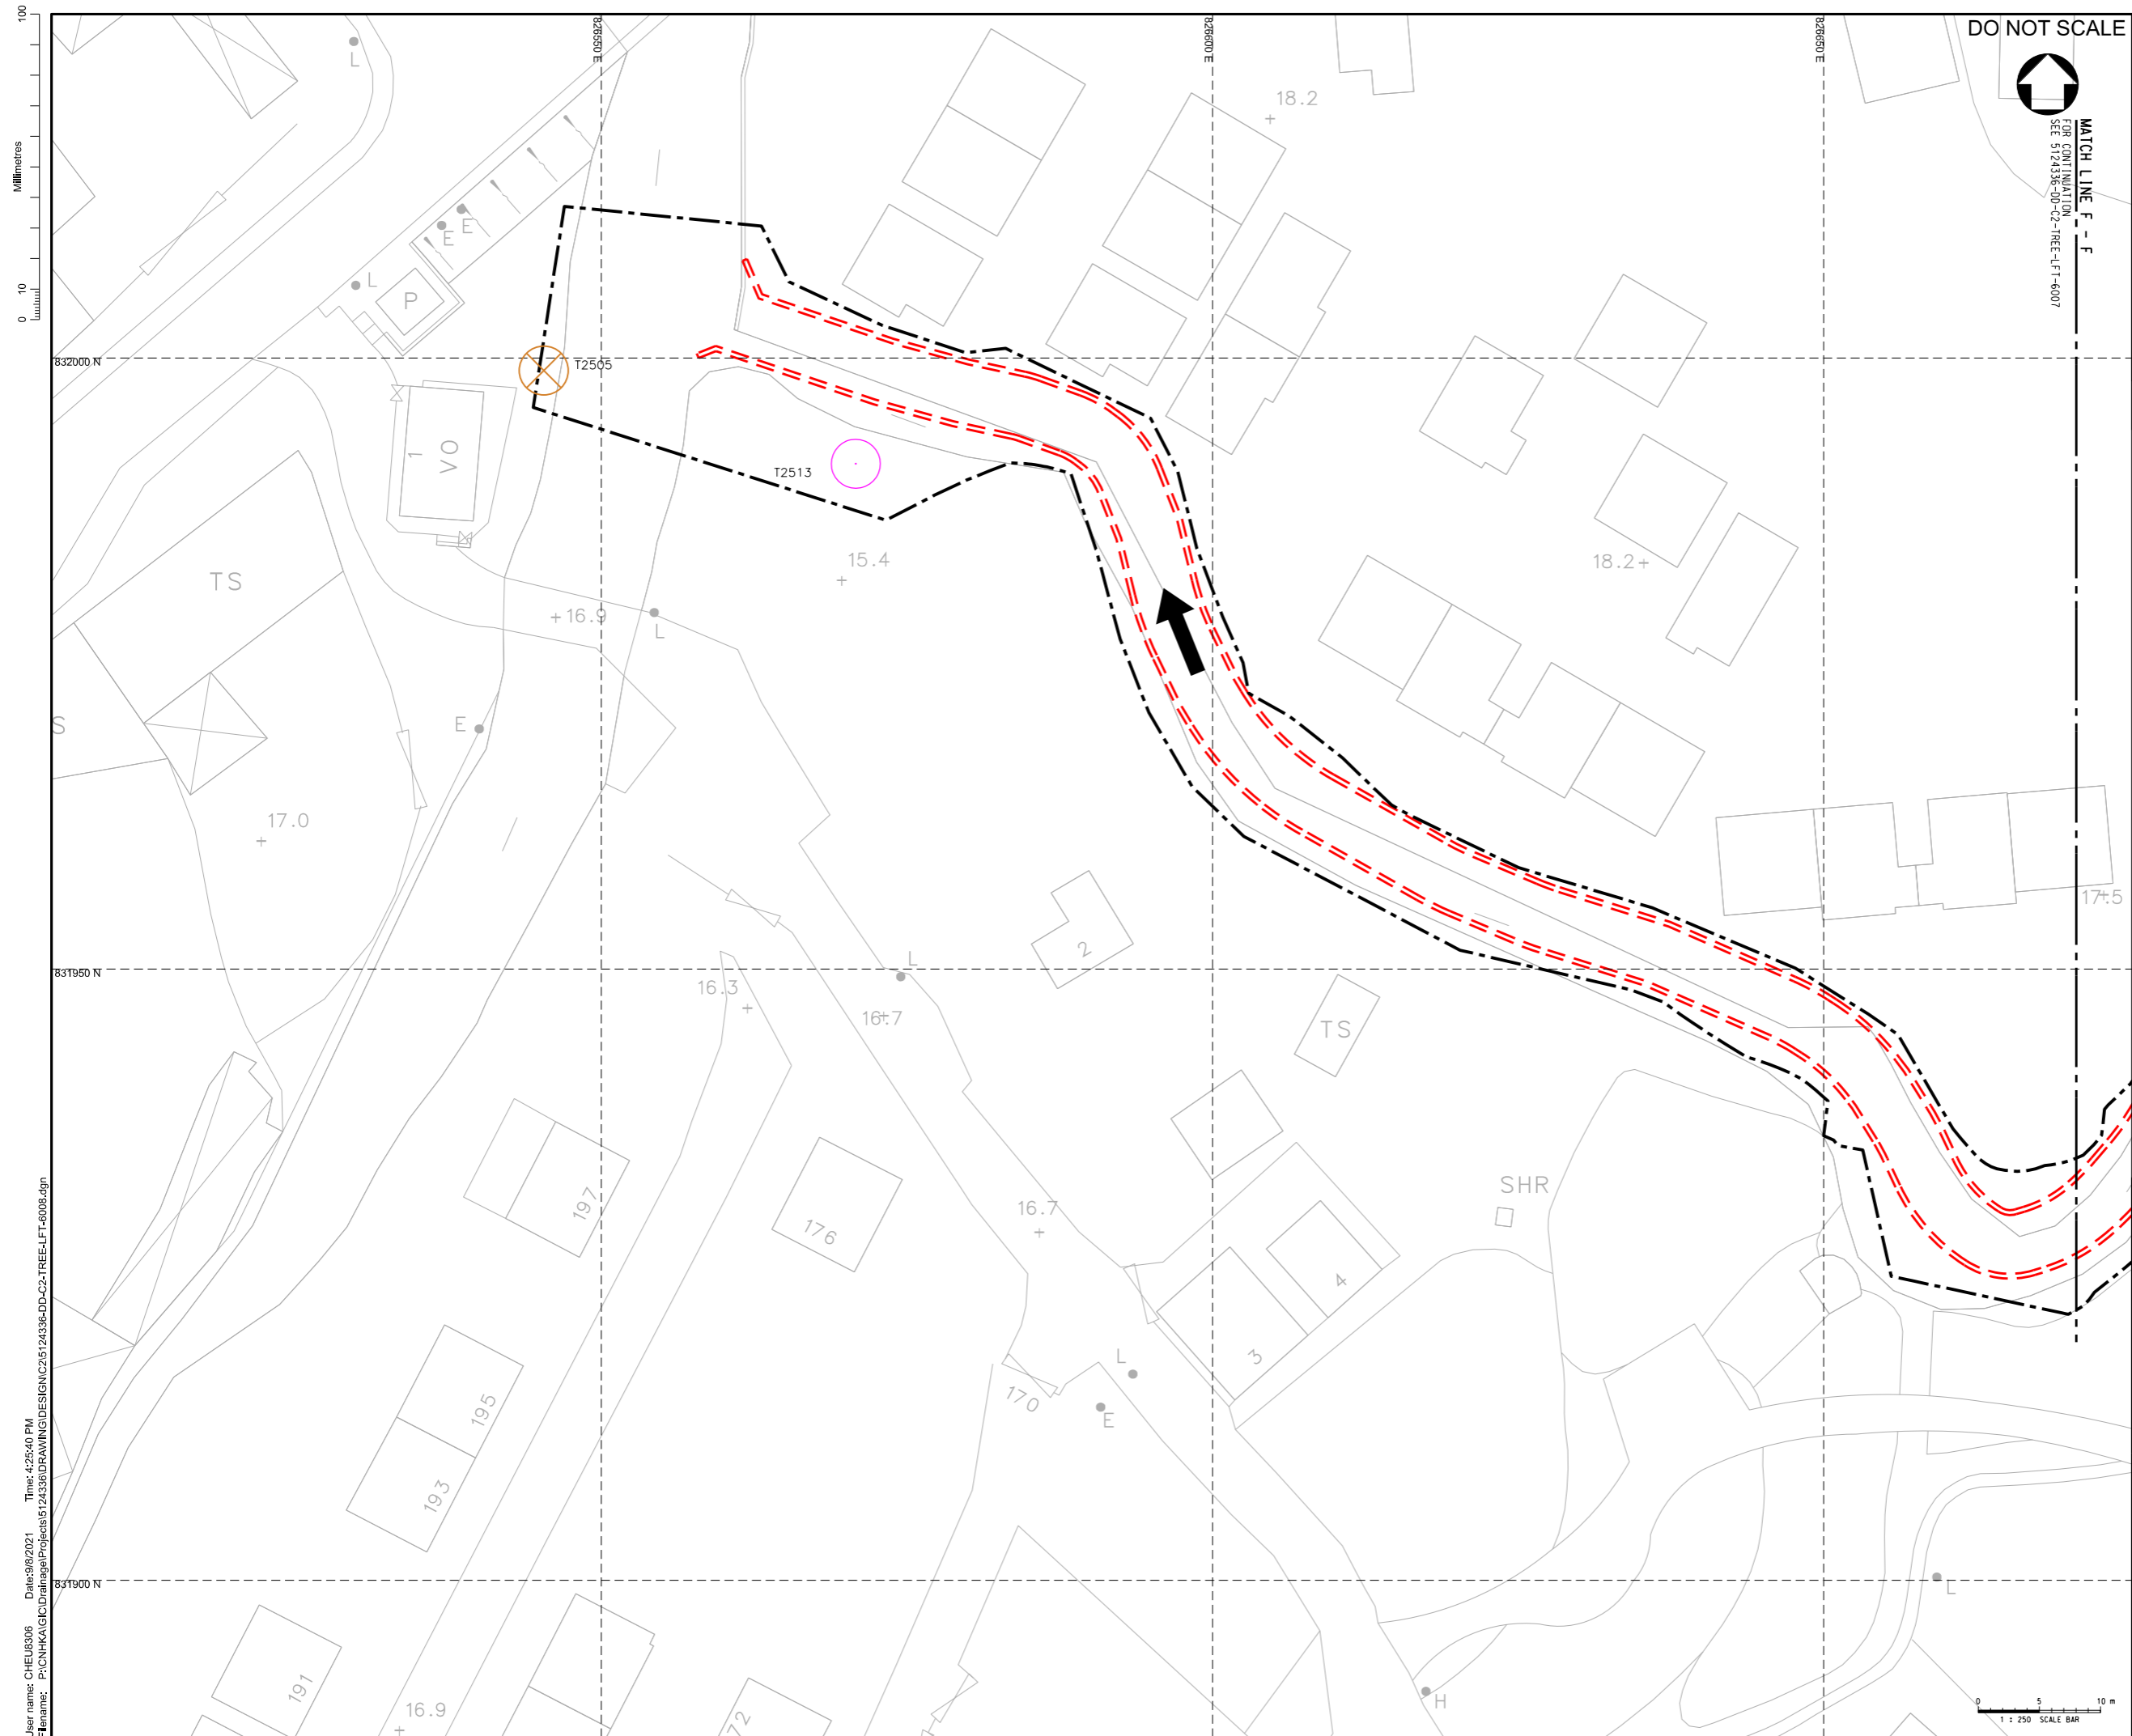 DO NOT SCALE
100
Millimetres
10
0
826550 E
826600 E
826650 E
MATCH LINE F - F
FOR CONTINUATION
SEE 5124336-DD-C2-TREE-LFT-6007
L
18.2
E
E
L
P
832000 N
T2505
1
VO
T2513
15.4
18.2
TS
16.9
L
S
E
17.0
17.5
2
L
831950 N
16.3
16.7
TS
197
176
16.7
SHR
4
3
L
170
E
195
193
831900 N
L
191
16.9
172
H
0 5 10 m
1 : 250 SCALE BAR
User name: CHEU8306 Date:9/8/2021 Time: 4:25:40 PM
Filename: P:\CNHKA\GIC\Drainage\Projects\5124336\DRAWING\DESIGN\C2\5124336-DD-C2-TREE-LFT-6008.dgn